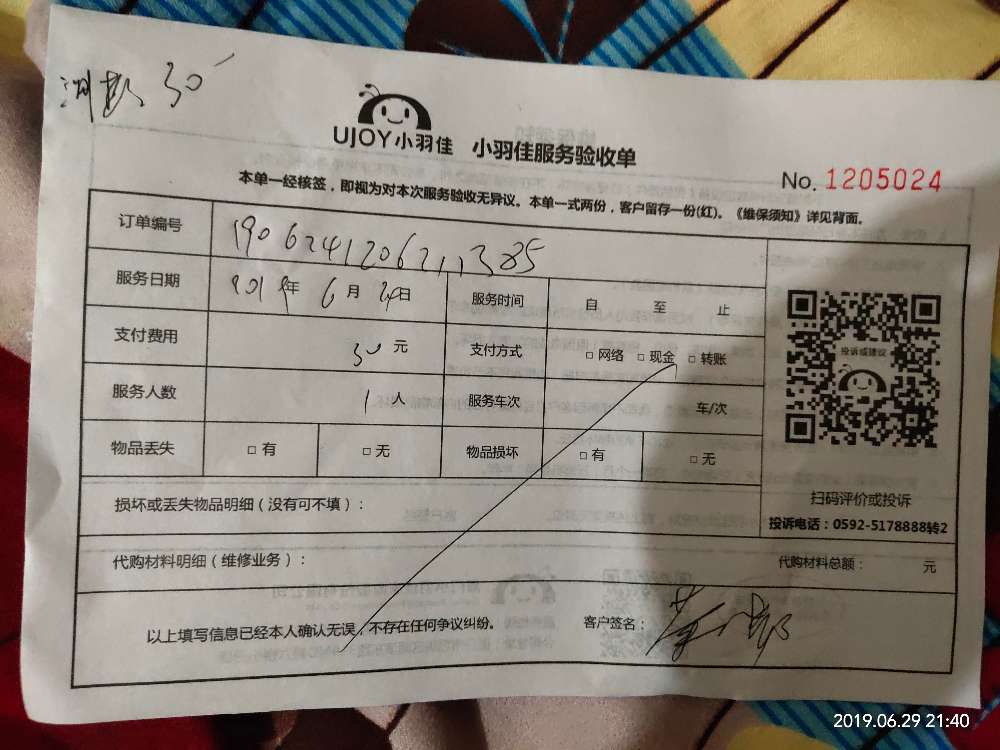 30
UJOY小羽佳 小羽佳服务验收单
No. 1205024
本单一经核签，即视为对本次服务验收无异议。本单一式两份，客户留存一份(红)。《维保须知》详见背面。
订单编号
服务日期 2019年6月29日 服务时间 自 至 止
支付费用 30元 支付方式 □ 网络 □ 现金 □ 转账
服务人数 1人 服务车次 车/次
物品丢失 □ 有 □ 无 物品损坏 □ 有 □ 无
投诉或建议
扫码评价或投诉
投诉电话：0592-5178888转2
损坏或丢失物品明细（没有可不填）：
代购材料明细（维修业务）： 代购材料总额： 元
以上填写信息已经本人确认无误，不存在任何争议纠纷。 客户签名：
2019.06.29 21:40